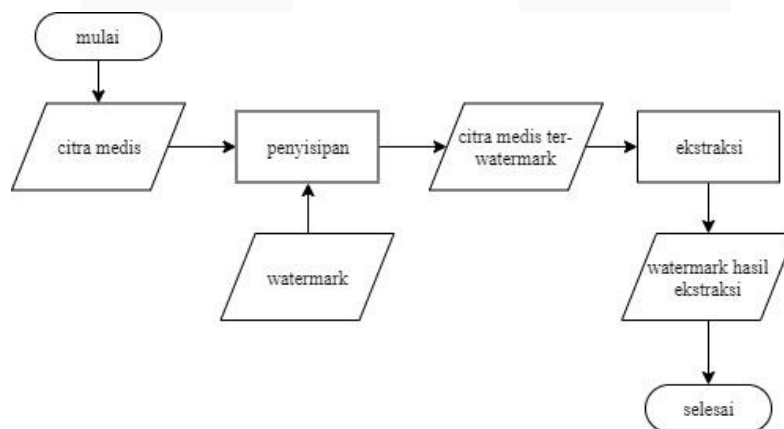 mulai
citra medis
penyisipan
citra medis ter-
watermark
ekstraksi
watermark
watermark hasil
ekstraksi
selesai